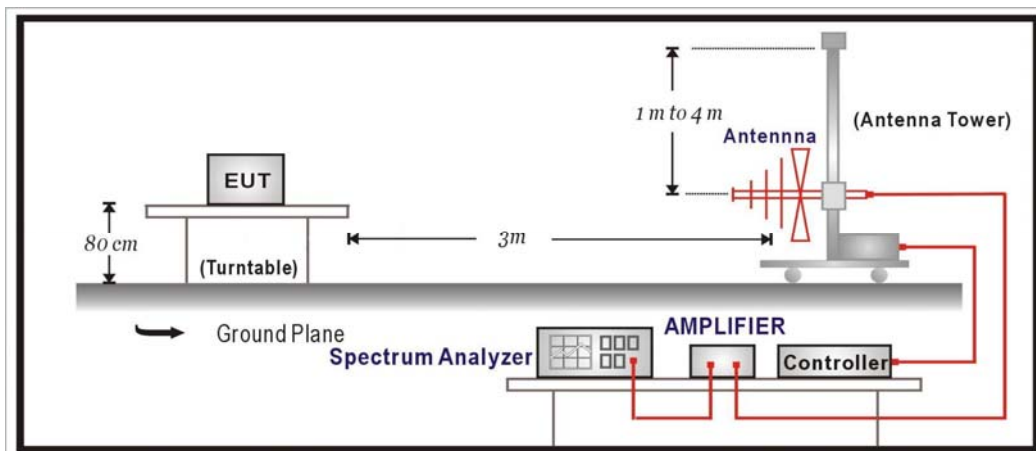 1 m to 4 m
(Antenna Tower)
Antennna
EUT
80 cm
3m
(Turntable)
Ground Plane
AMPLIFIER
Spectrum Analyzer
Controller